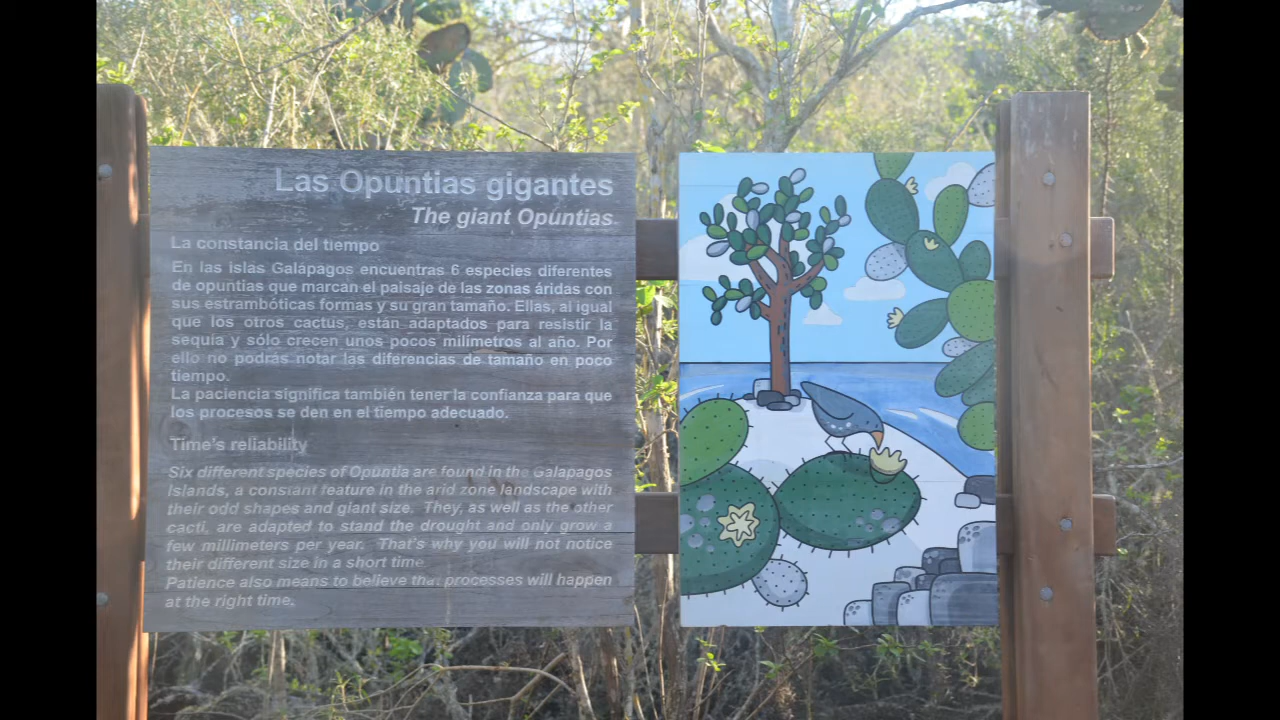 Las Opuntias gigantes
The giant Opuntias
La constancia del tiempo
En las islas Galápagos encuentras 6 especies diferentes
de opuntias que marcan el paisaje de las zonas áridas con
sus estrambóticas formas y su gran tamaño. Ellas, al igual
que los otros cactus, están adaptados para resistir la
sequía y sólo crecen unos pocos milímetros al año. Por
ello no podrás notar las diferencias de tamaño en poco
tiempo.
La paciencia significa también tener la confianza para que
los procesos se den en el tiempo adecuado.
Time's reliability
Six different species of Opuntia are found in the Galapagos
Islands, a constant feature in the arid zone landscape with
their odd shapes and giant size. They, as well as the other
cacti, are adapted to stand the drought and only grow a
few millimeters per year. That's why you will not notice
their different size in a short time
Patience also means to believe that processes will happen
at the right time.